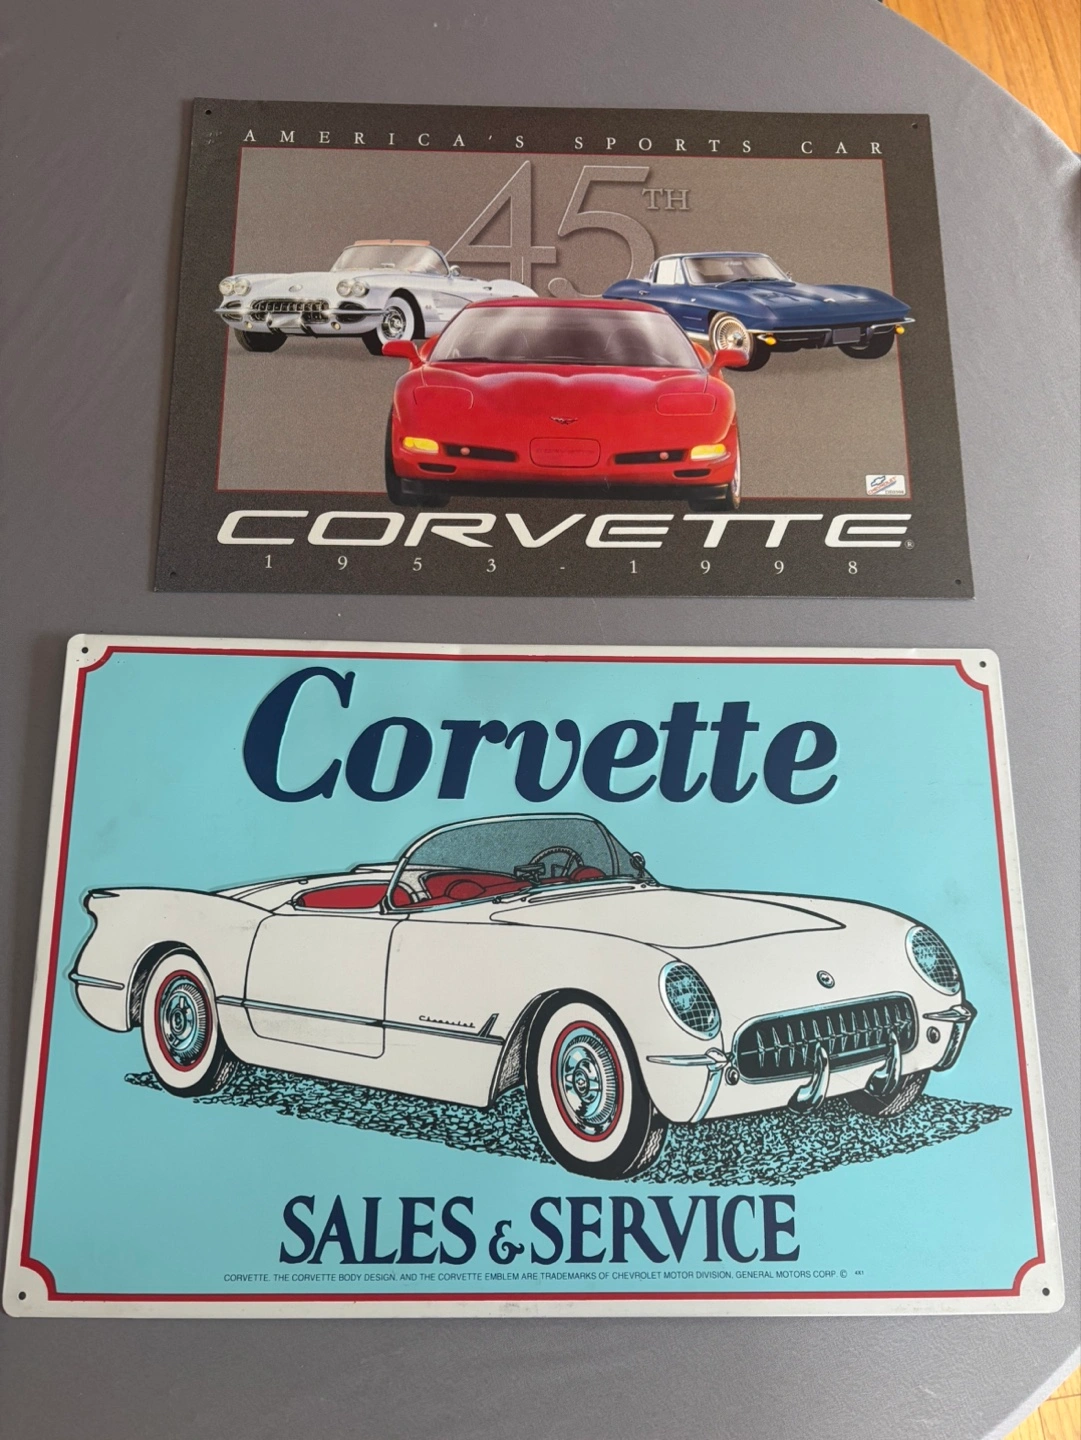 AMERICA'S SPORTS CAR
45TH
CORVETTE®
1953-1998
Corvette
Chevrolet
SALES & SERVICE
CORVETTE, THE CORVETTE BODY DESIGN, AND THE CORVETTE EMBLEM ARE TRADEMARKS OF CHEVROLET MOTOR DIVISION, GENERAL MOTORS CORP. ©